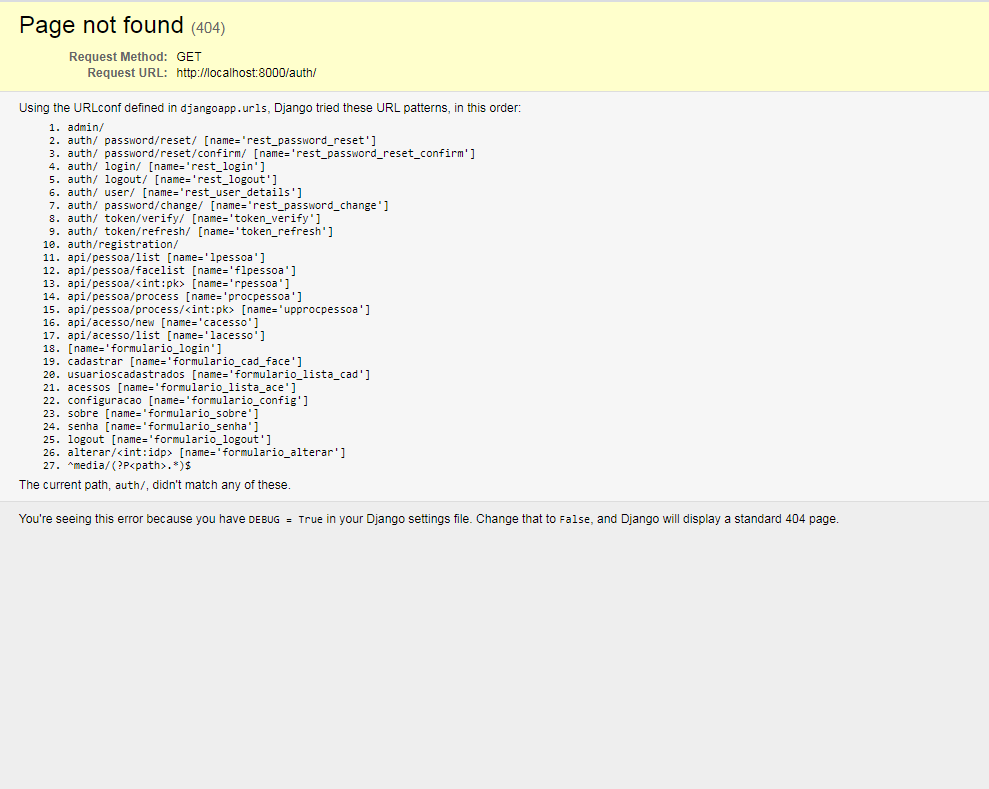 Page not found (404)
Request Method: GET
Request URL: http://localhost:8000/auth/
Using the URLconf defined in djangoapp.urls, Django tried these URL patterns, in this order:
1. admin/
2. auth/ password/reset/ [name='rest_password_reset']
3. auth/ password/reset/confirm/ [name='rest_password_reset_confirm']
4. auth/ login/ [name='rest_login']
5. auth/ logout/ [name='rest_logout']
6. auth/ user/ [name='rest_user_details']
7. auth/ password/change/ [name='rest_password_change']
8. auth/ token/verify/ [name='token_verify']
9. auth/ token/refresh/ [name='token_refresh']
10. auth/registration/
11. api/pessoa/list [name='lpessoa']
12. api/pessoa/facelist [name='flpessoa']
13. api/pessoa/<int:pk> [name='rpessoa']
14. api/pessoa/process [name='procpessoa']
15. api/pessoa/process/<int:pk> [name='upprocpessoa']
16. api/acesso/new [name='cacesso']
17. api/acesso/list [name='lacesso']
18. [name='formulario_login']
19. cadastrar [name='formulario_cad_face']
20. usuarioscadastrados [name='formulario_lista_cad']
21. acessos [name='formulario_lista_ace']
22. configuracao [name='formulario_config']
23. sobre [name='formulario_sobre']
24. senha [name='formulario_senha']
25. logout [name='formulario_logout']
26. alterar/<int:idp> [name='formulario_alterar']
27. ^media/(?P<path>.*)$
The current path, auth/, didn't match any of these.
You're seeing this error because you have DEBUG = True in your Django settings file. Change that to False, and Django will display a standard 404 page.